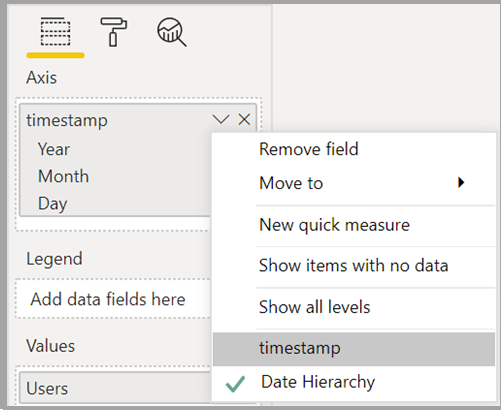 Axis
timestamp
Year
Month
Day
Legend
Add data fields here
Values
Users
Remove field
Move to
New quick measure
Show items with no data
Show all levels
timestamp
Date Hierarchy